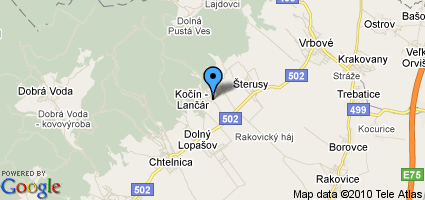 Lajdovci
Dolná
Pustá Ves
499
Bašo
Ostrov
Vrbové
Krakovany
Veľk
Orviš
Stráže
Šterusy
502
Trebatice
499
Dobrá Voda
Kočín -
Lančár
502
Dobrá Voda
- kovovýroba
Dolný
Lopašov
Rakovický háj
Kocurice
Borovce
Chtelnica
502
Rakovice
E75
POWERED BY
Google
Map data ©2010 Tele Atlas